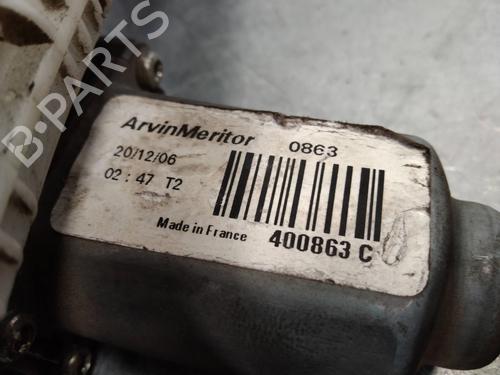 B-PARTS
ArvinMeritor 0863
20/12/06
02 : 47 T2
Made in France 400863 C